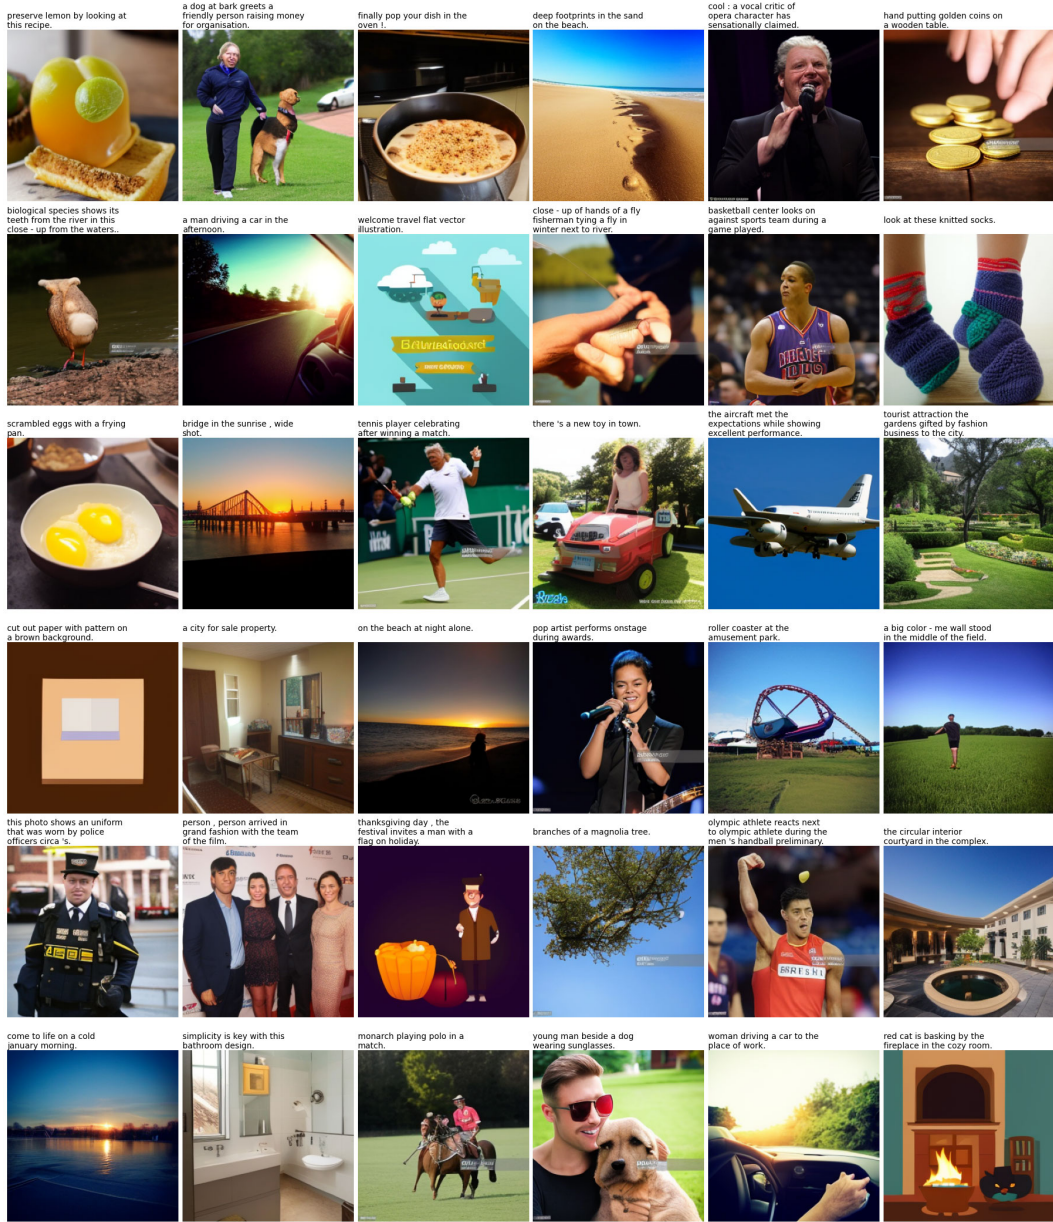 preserve lemon by looking at
this recipe.
a dog at bark greets a
friendly person raising money
for organisation.
finally pop your dish in the
oven !.
deep footprints in the sand
on the beach.
cool : a vocal critic of
opera character has
sensationally claimed.
hand putting golden coins on
a wooden table.
biological species shows its
teeth from the river in this
close - up from the waters..
a man driving a car in the
afternoon.
welcome travel flat vector
illustration.
close - up of hands of a fly
fisherman tying a fly in
winter next to river.
basketball center looks on
against sports team during a
game played.
look at these knitted socks.
scrambled eggs with a frying
pan.
bridge in the sunrise , wide
shot.
tennis player celebrating
after winning a match.
there 's a new toy in town.
the aircraft met the
expectations while showing
excellent performance.
tourist attraction the
gardens gifted by fashion
business to the city.
cut out paper with pattern on
a brown background.
a city for sale property.
on the beach at night alone.
pop artist performs onstage
during awards.
roller coaster at the
amusement park.
a big color - me wall stood
in the middle of the field.
this photo shows an uniform
that was worn by police
officers circa 's.
person , person arrived in
grand fashion with the team
of the film.
thanksgiving day , the
festival invites a man with a
flag on holiday.
branches of a magnolia tree.
olympic athlete reacts next
to olympic athlete during the
men 's handball preliminary.
the circular interior
courtyard in the complex.
come to life on a cold
january morning.
simplicity is key with this
bathroom design.
monarch playing polo in a
match.
young man beside a dog
wearing sunglasses.
woman driving a car to the
place of work.
red cat is basking by the
fireplace in the cozy room.